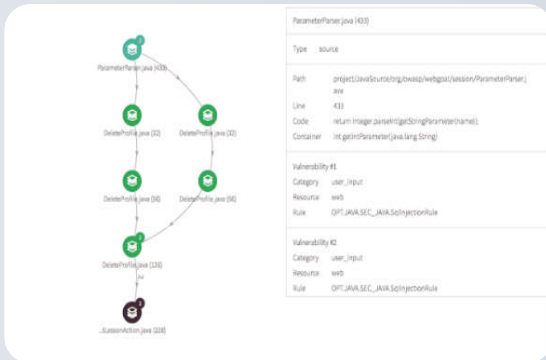 ParameterParser.java (433)
DeleteProfile.java (32)
DeleteProfile.java (32)
DeleteProfile.java (58)
DeleteProfile.java (58)
DeleteProfile.java (120)
..tLessonAction.java (228)
ParameterParser.java (433)
Type source
Path project/JavaSource/org/owasp/webgoat/session/ParameterParser.j
ava
Line 433
Code return Integer.parseInt(getStringParameter(name));
Container int getIntParameter(java.lang.String)
Vulnerability #1
Category user_input
Resource web
Rule OPT.JAVA.SEC_JAVA.SqlInjectionRule
Vulnerability #2
Category user_input
Resource web
Rule OPT.JAVA.SEC_JAVA.SqlInjectionRule